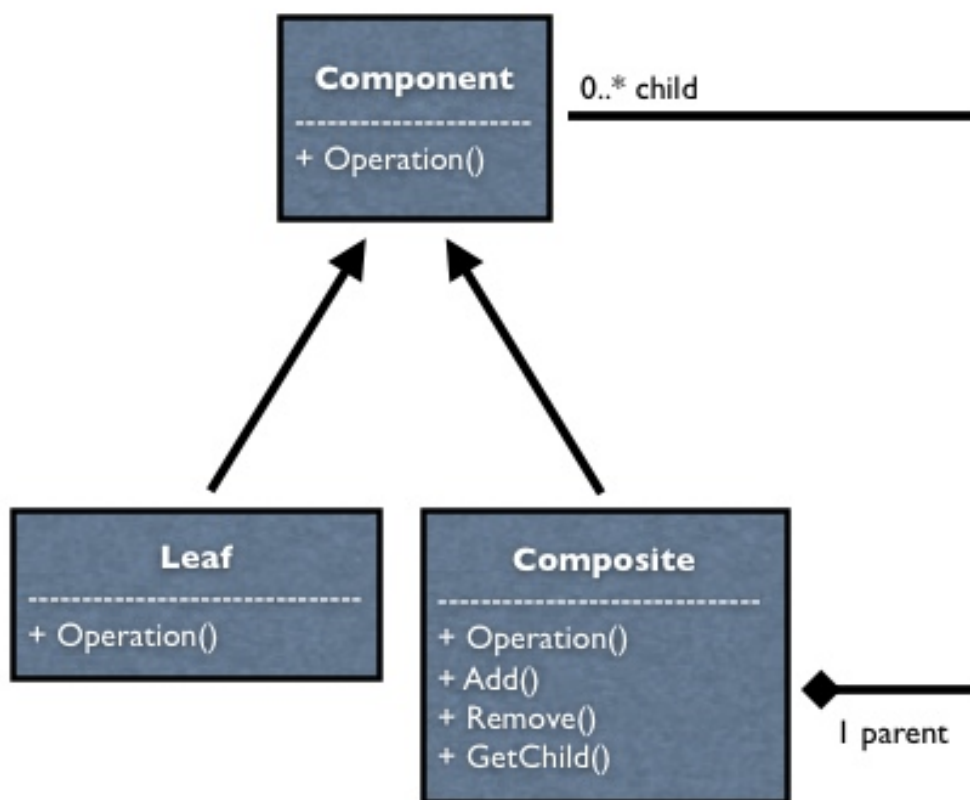 Component
+ Operation()
0..* child
Leaf
+ Operation()
Composite
+ Operation()
+ Add()
+ Remove()
+ GetChild()
1 parent